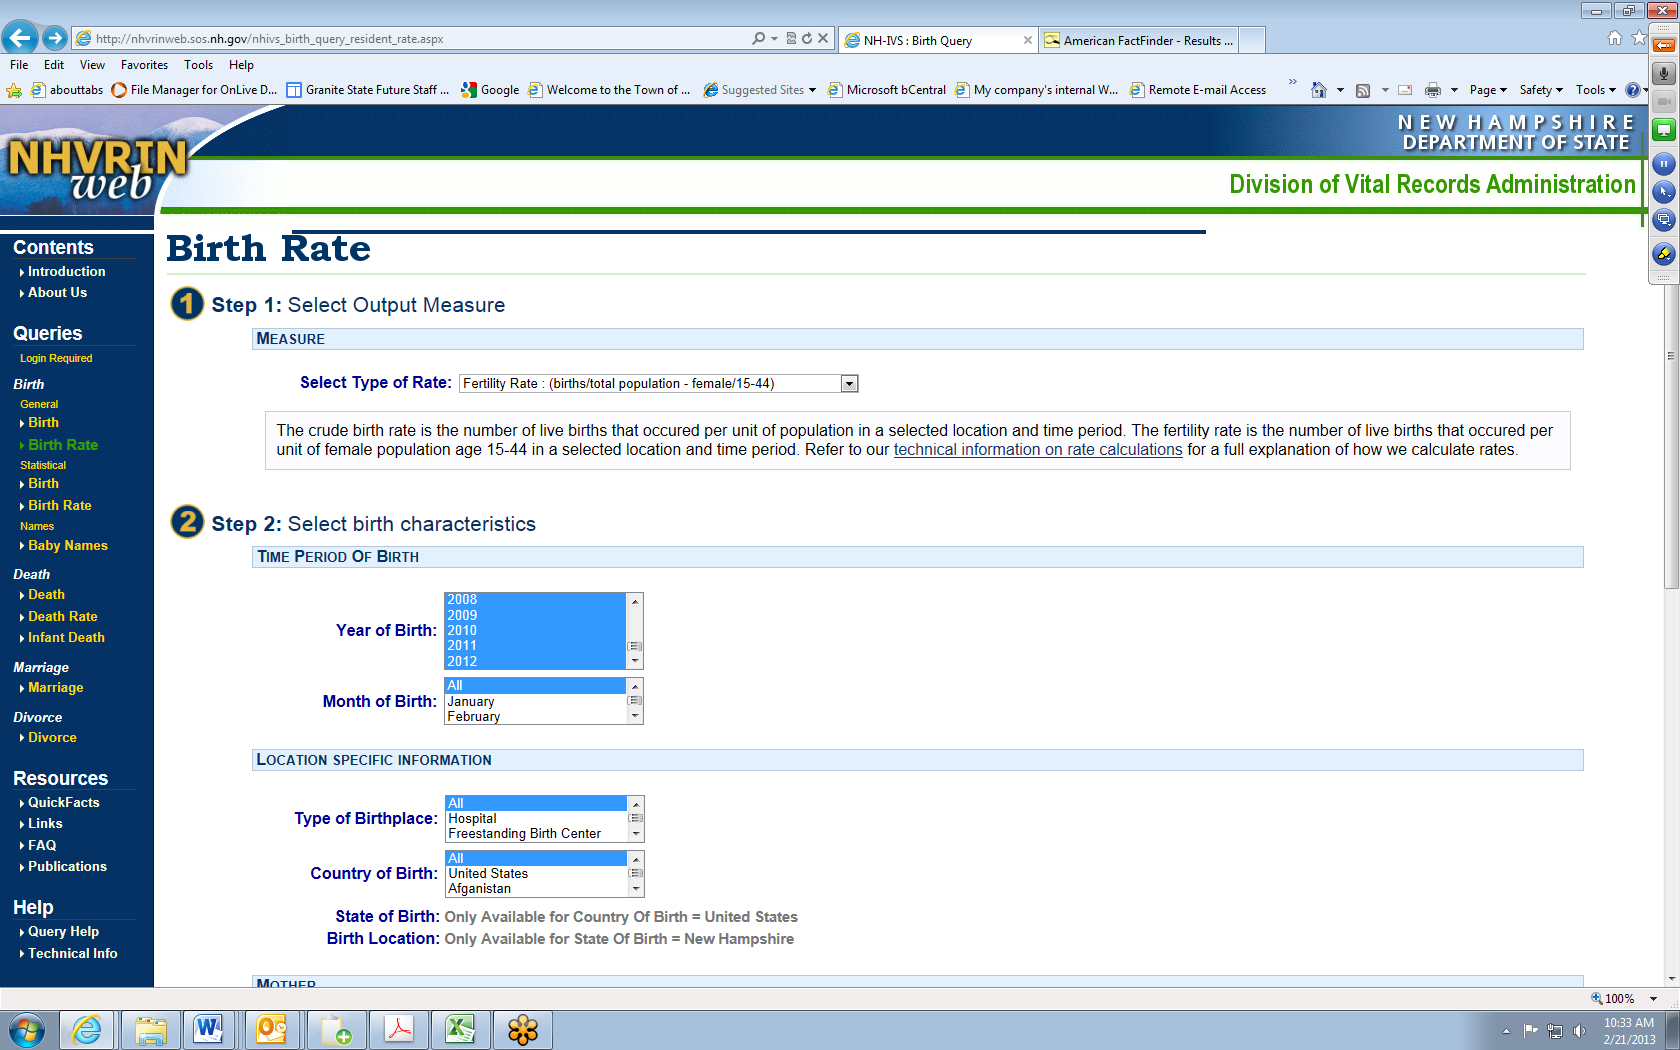 http://nhvrinweb.sos.nh.gov/nhivs_birth_query_resident_rate.aspx
NH-IVS : Birth Query
American FactFinder - Results ...
File Edit View Favorites Tools Help
abouttabs File Manager for OnLive D... Granite State Future Staff ... Google Welcome to the Town of ... Suggested Sites Microsoft bCentral My company's internal W... Remote E-mail Access » Page Safety Tools
NHVRIN
web
NEW HAMPSHIRE
DEPARTMENT OF STATE
Division of Vital Records Administration
Contents
Introduction
About Us
Queries
Login Required
Birth
General
Birth
Birth Rate
Statistical
Birth
Birth Rate
Names
Baby Names
Death
Death
Death Rate
Infant Death
Marriage
Marriage
Divorce
Divorce
Resources
QuickFacts
Links
FAQ
Publications
Help
Query Help
Technical Info
Birth Rate
1 Step 1: Select Output Measure
MEASURE
Select Type of Rate: Fertility Rate : (births/total population - female/15-44)
The crude birth rate is the number of live births that occured per unit of population in a selected location and time period. The fertility rate is the number of live births that occured per
unit of female population age 15-44 in a selected location and time period. Refer to our technical information on rate calculations for a full explanation of how we calculate rates.
2 Step 2: Select birth characteristics
TIME PERIOD OF BIRTH
Year of Birth:
2008
2009
2010
2011
2012
Month of Birth:
All
January
February
LOCATION SPECIFIC INFORMATION
Type of Birthplace:
All
Hospital
Freestanding Birth Center
Country of Birth:
All
United States
Afganistan
State of Birth: Only Available for Country Of Birth = United States
Birth Location: Only Available for State Of Birth = New Hampshire
MOTHER
100%
10:33 AM
2/21/2013